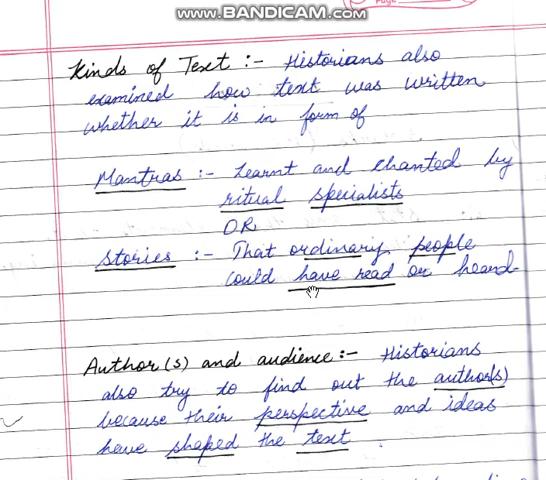 WWW.BANDICAM.COM
Page
Kinds of Text :- Historians also
examined how text was written
whether it is in form of
Mantras :- Learnt and chanted by
ritual specialists
OR
Stories :- That ordinary people
could have read or heard
Author(s) and audience :- Historians
also try to find out the author(s)
because their perspective and ideas
have shaped the text.